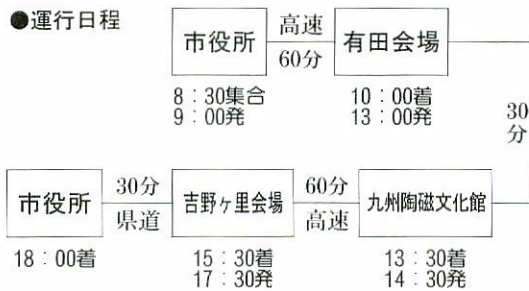 ●運行日程
市役所
高速
60分
有田会場
8:30集合
9:00発
10:00着
13:00発
30
分
市役所
30分
県道
吉野ヶ里会場
60分
高速
九州陶磁文化館
18:00着
15:30着
17:30発
13:30着
14:30発